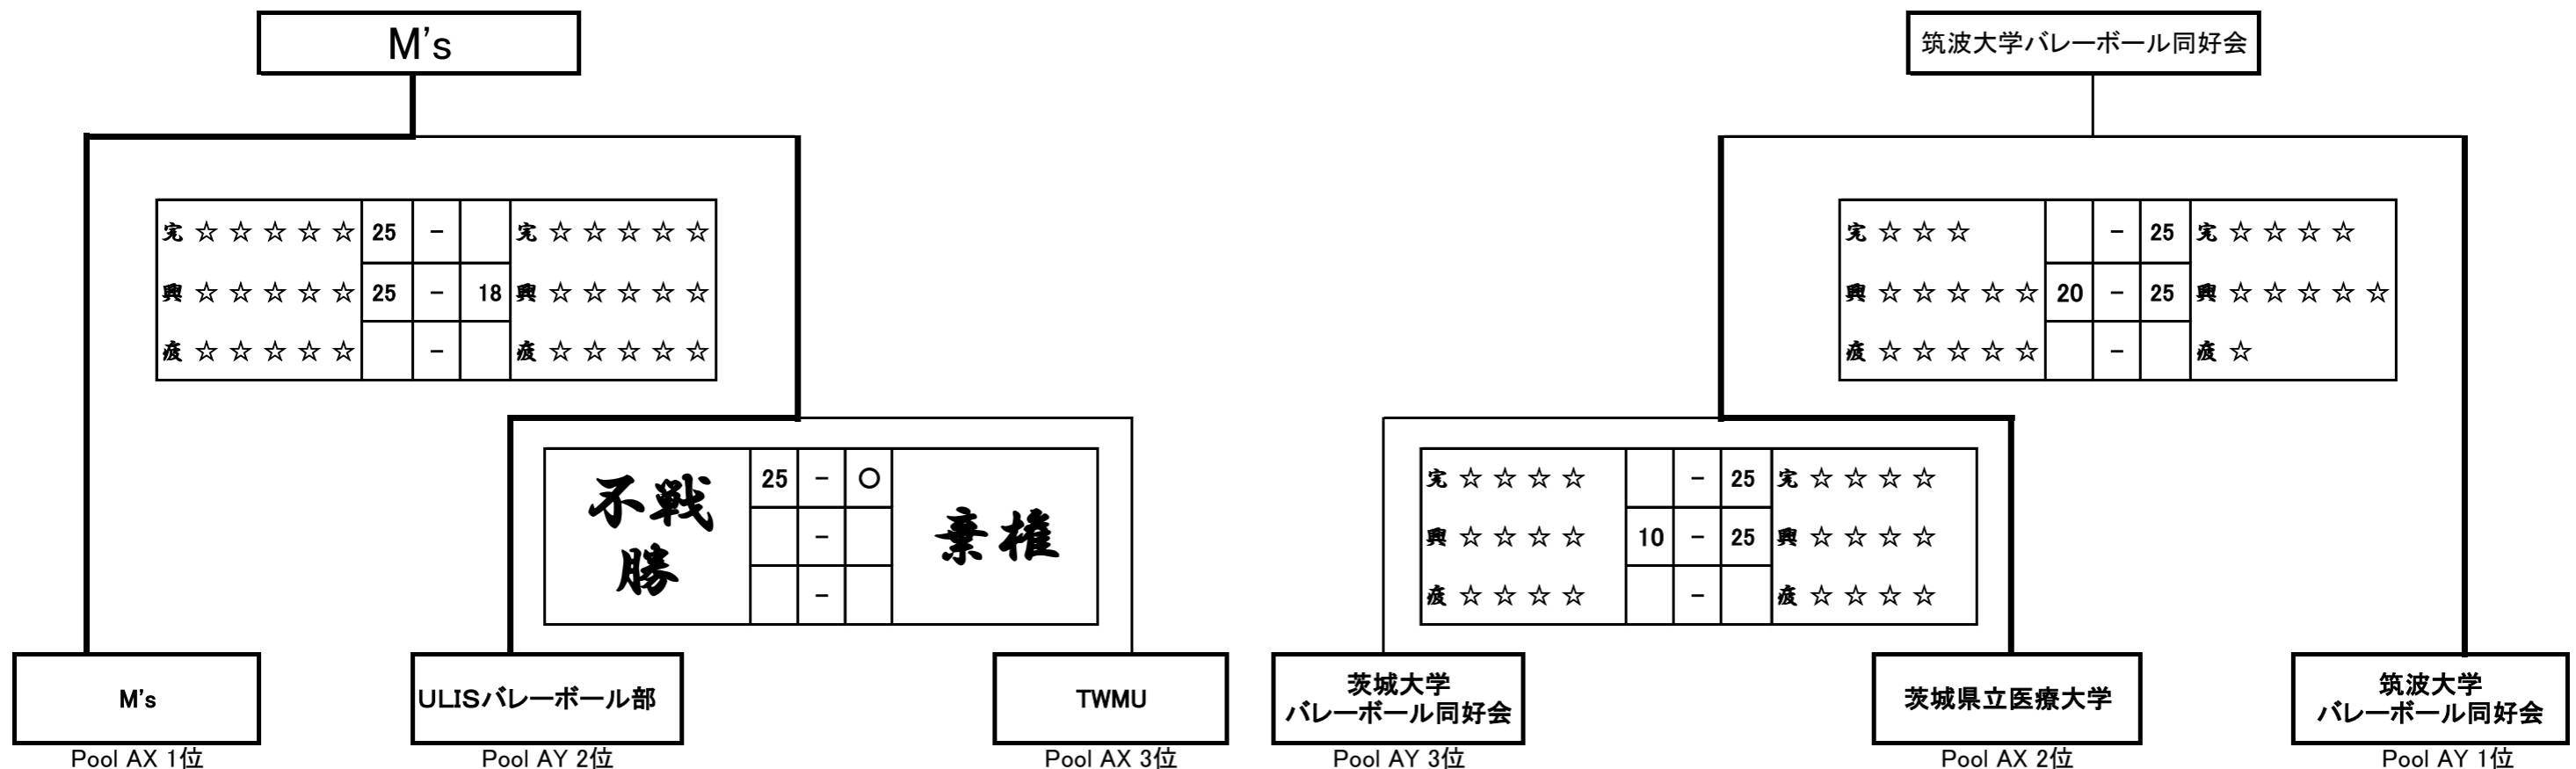 M's
筑波大学バレーボール同好会
完 ☆ ☆ ☆ ☆ ☆ 25 - 完 ☆ ☆ ☆ ☆ ☆
興 ☆ ☆ ☆ ☆ ☆ 25 - 18 興 ☆ ☆ ☆ ☆ ☆
疲 ☆ ☆ ☆ ☆ ☆ - 疲 ☆ ☆ ☆ ☆ ☆
完 ☆ ☆ ☆ - 25 完 ☆ ☆ ☆ ☆
興 ☆ ☆ ☆ ☆ ☆ 20 - 25 興 ☆ ☆ ☆ ☆ ☆
疲 ☆ ☆ ☆ ☆ ☆ - 疲 ☆
不戦
勝
25 - ○
-
-
棄権
完 ☆ ☆ ☆ ☆ - 25 完 ☆ ☆ ☆ ☆
興 ☆ ☆ ☆ ☆ 10 - 25 興 ☆ ☆ ☆ ☆
疲 ☆ ☆ ☆ ☆ - 疲 ☆ ☆ ☆ ☆
M's
Pool AX 1位
ULISバレーボール部
Pool AY 2位
TWMU
Pool AX 3位
茨城大学
バレーボール同好会
Pool AY 3位
茨城県立医療大学
Pool AX 2位
筑波大学
バレーボール同好会
Pool AY 1位